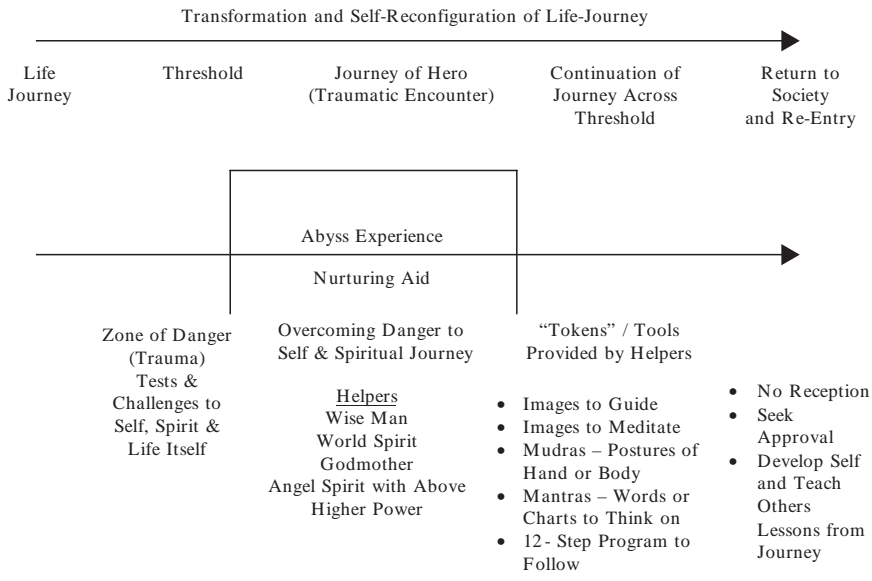 Transformation and Self-Reconfiguration of Life-Journey
Life
Journey
Threshold
Journey of Hero
(Traumatic Encounter)
Continuation of
Journey Across
Threshold
Return to
Society
and Re-Entry
Abyss Experience
Nurturing Aid
Zone of Danger
(Trauma)
Tests &
Challenges to
Self, Spirit &
Life Itself
Overcoming Danger to
Self & Spiritual Journey
Helpers
Wise Man
World Spirit
Godmother
Angel Spirit with Above
Higher Power
“Tokens” / Tools
Provided by Helpers
• Images to Guide
• Images to Meditate
• Mudras – Postures of
Hand or Body
• Mantras – Words or
Charts to Think on
• 12- Step Program to
Follow
• No Reception
• Seek
Approval
• Develop Self
and Teach
Others
Lessons from
Journey